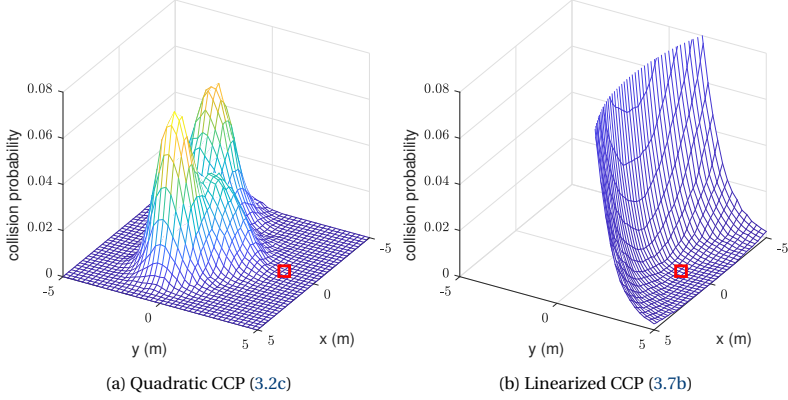 0.08
0.06
0.04
0.02
0
-5
0
5
5
0
-5
collision probability
y (m)
x (m)
(a) Quadratic CCP (3.2c)
0.08
0.06
0.04
0.02
0
-5
0
5
5
0
-5
collision probability
y (m)
x (m)
(b) Linearized CCP (3.7b)